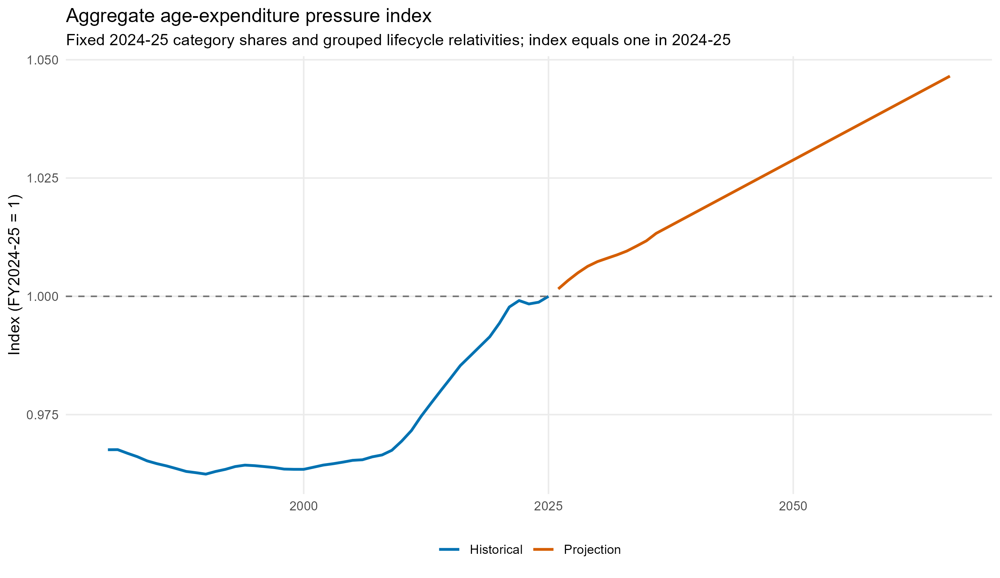 Aggregate age-expenditure pressure index
Fixed 2024-25 category shares and grouped lifecycle relativities; index equals one in 2024-25
Index (FY2024-25 = 1)
1.050
1.025
1.000
0.975
2000
2025
2050
Historical
Projection